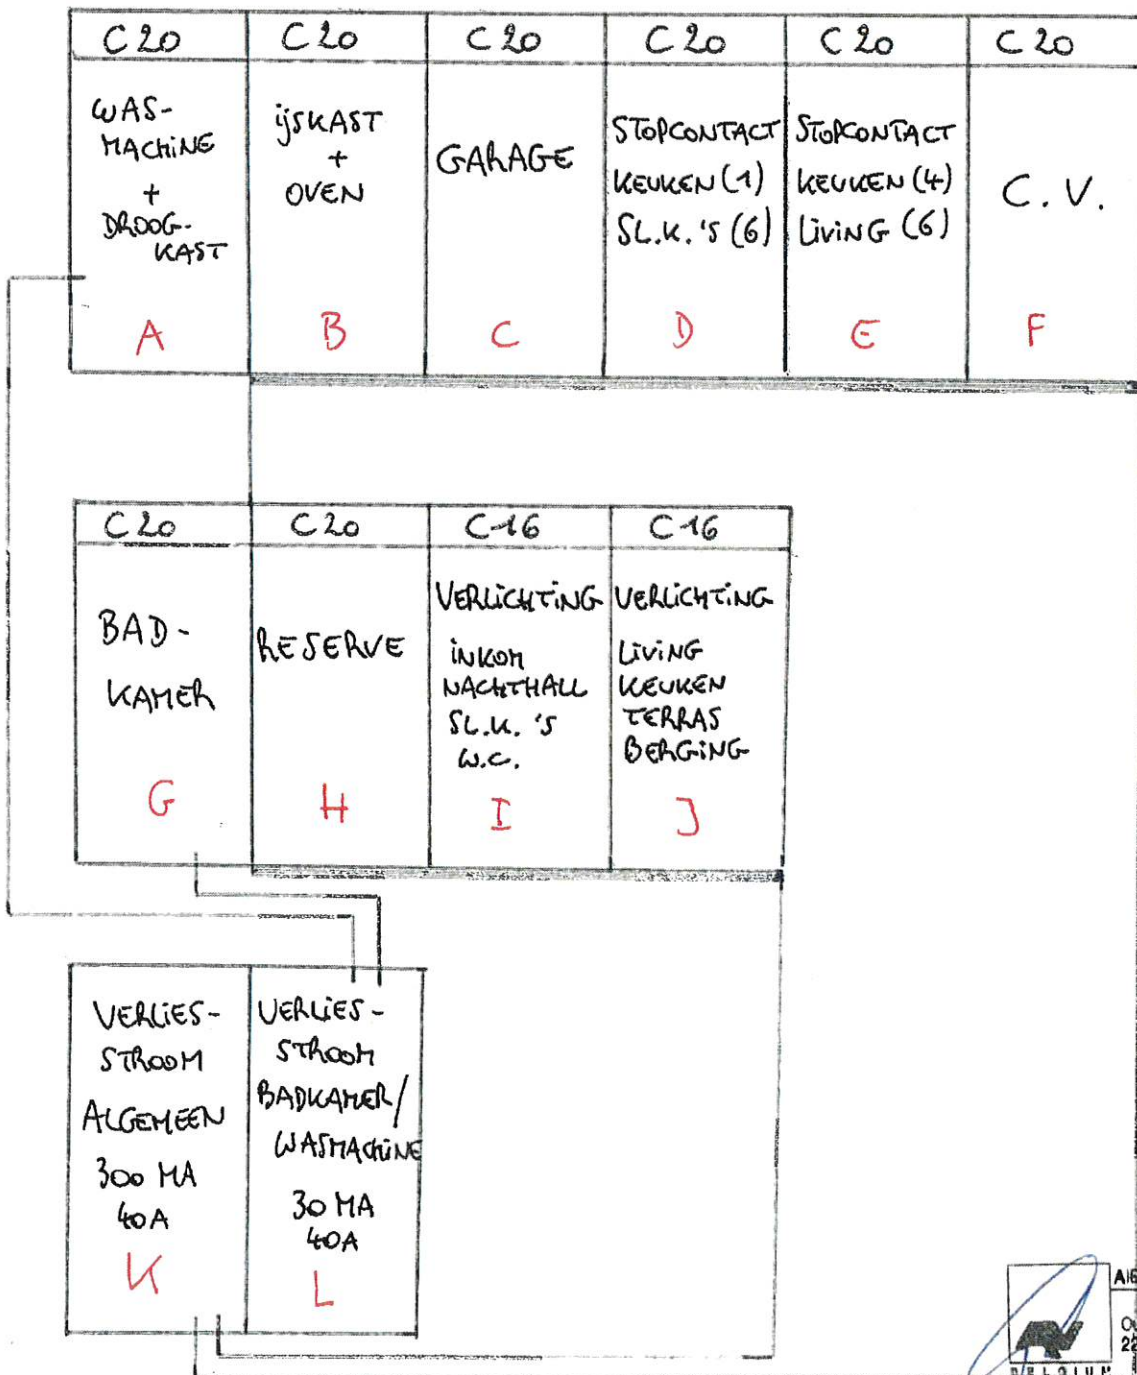 C20 C20 C20 C20 C20 C20
WAS-
MACHINE
+
DROOG-
KAST
A
ijSKAST
+
OVEN
B
GARAGE
C
STOPCONTACT
KEUKEN (1)
SL.K.'S (6)
D
STOPCONTACT
KEUKEN (4)
LIVING (6)
E
C.V.
F
C20 C20 C16 C16
BAD-
KAMER
G
RESERVE
H
VERLICHTING
INKOM
NACHTHALL
SL.K.'S
W.C.
I
VERLICHTING
LIVING
KEUKEN
TERRAS
BERGING
J
VERLIES-
STROOM
ALGEMEEN
300 MA
40A
K
VERLIES-
STROOM
BADKAMER/
WASMACHINE
30 MA
40A
L
BELGIUM